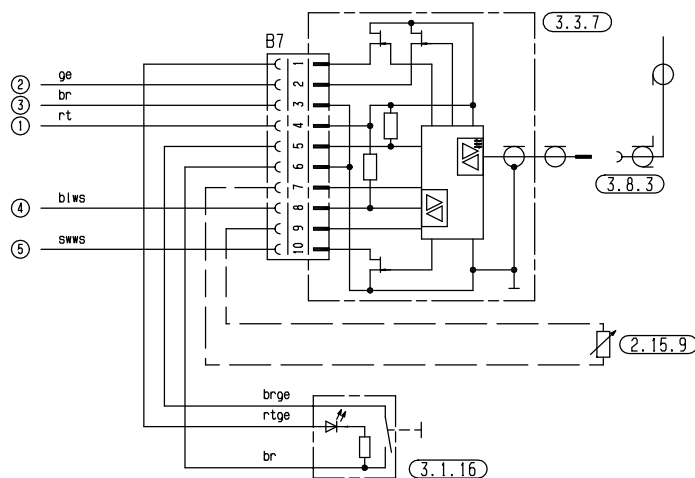 3.3.7
B7
1
② ge
2
③ br
3
① rt
4
5
6
3.8.3
7
④ blws
8
9
⑤ swws
10
2.15.9
brge
rtge
br
3.1.16